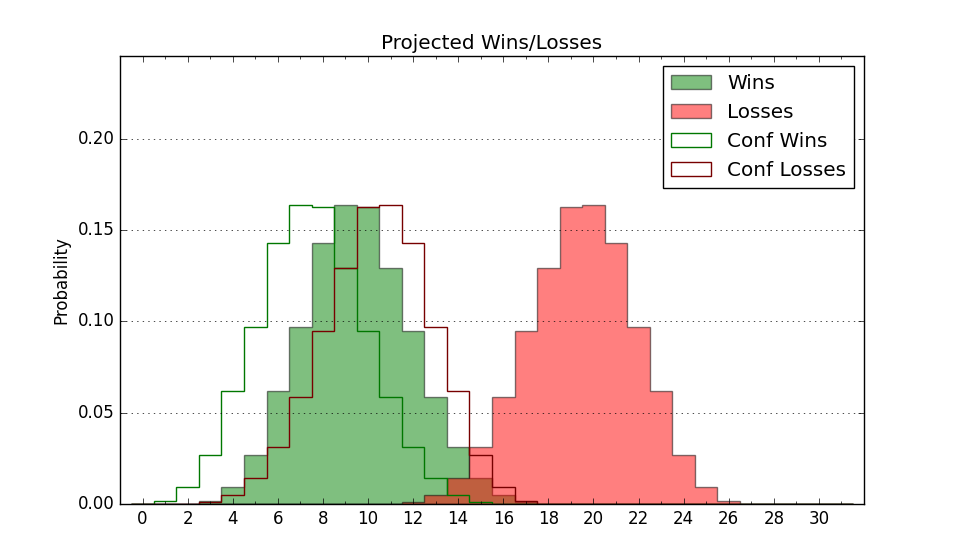 Projected Wins/Losses
Wins
Losses
Conf Wins
Conf Losses
Probability
0.20
0.15
0.10
0.05
0.00
0 2 4 6 8 10 12 14 16 18 20 22 24 26 28 30